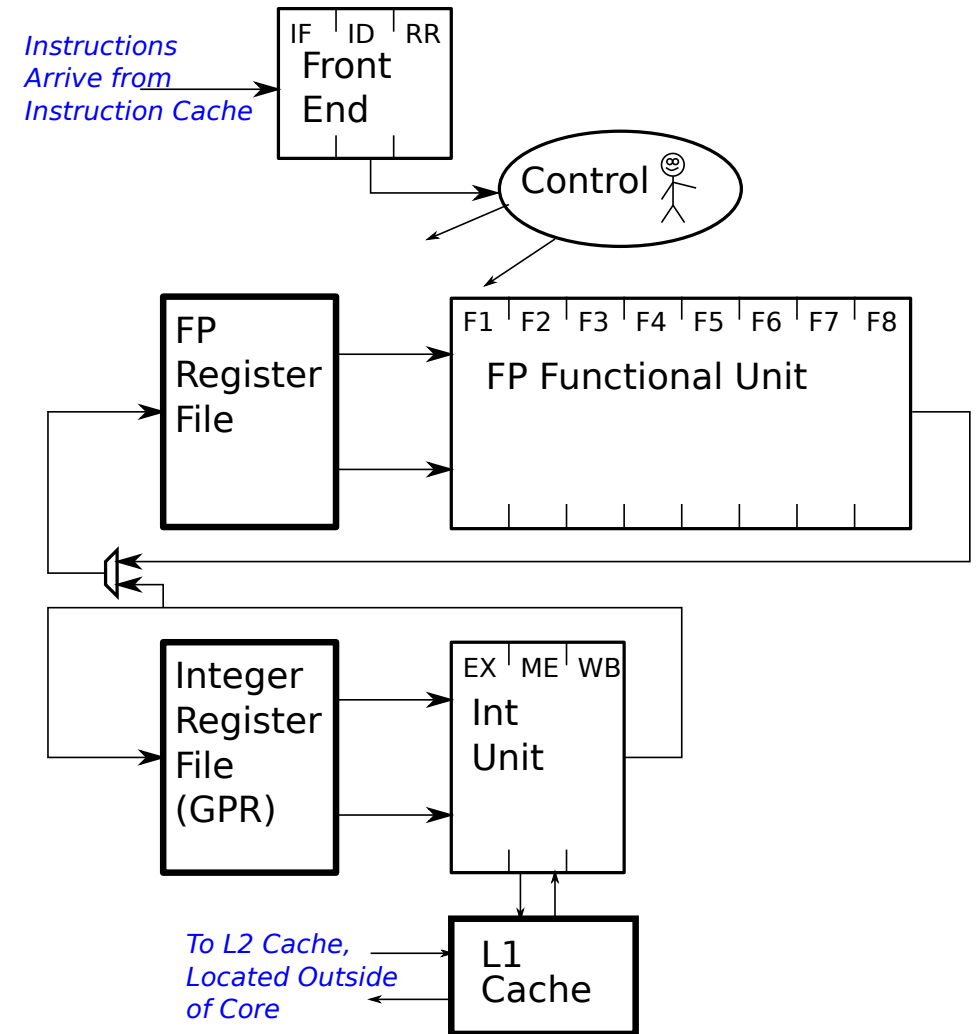 Instructions
Arrive from
Instruction Cache
IF ID RR
Front
End
Control
FP
Register
File
F1 F2 F3 F4 F5 F6 F7 F8
FP Functional Unit
Integer
Register
File
(GPR)
EX ME WB
Int
Unit
To L2 Cache,
Located Outside
of Core
L1
Cache